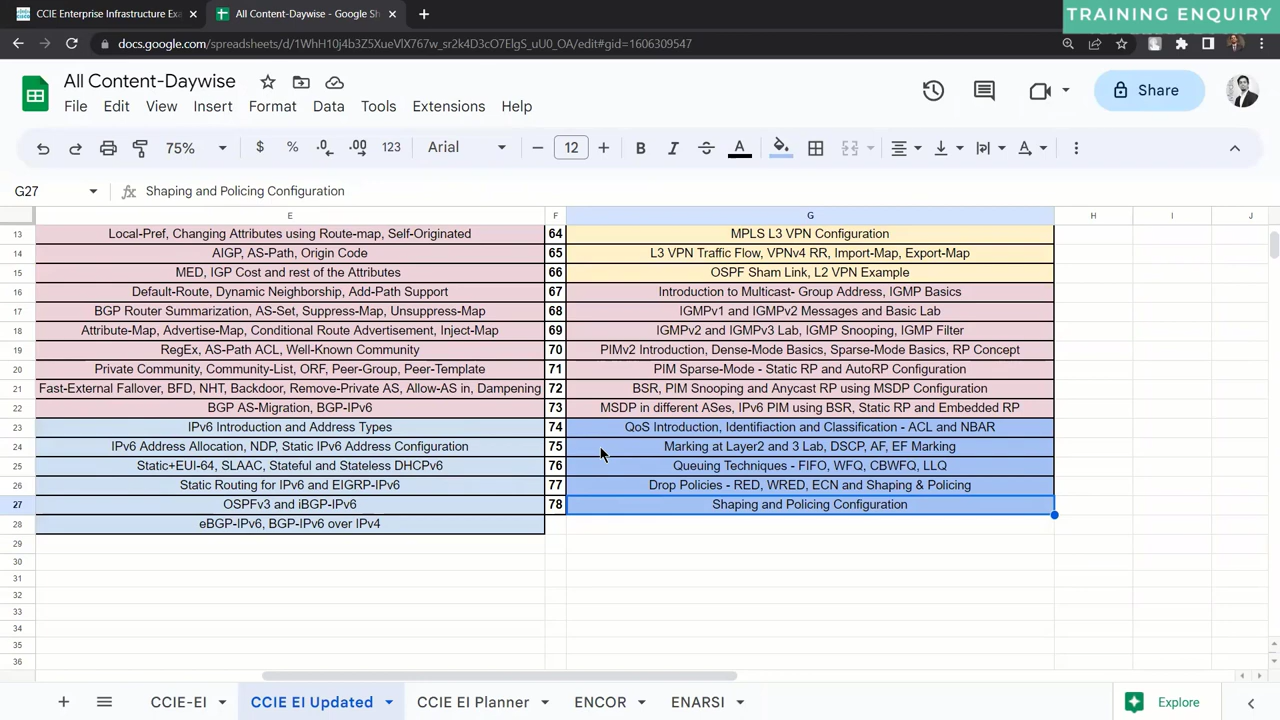 CCIE Enterprise Infrastructure Exa
All Content-Daywise - Google Sh
TRAINING ENQUIRY
docs.google.com/spreadsheets/d/1WhH10j4b3Z5XueVlX767w_sr2k4D3cO7ElgS_uU0_OA/edit#gid=1606309547
All Content-Daywise
File Edit View Insert Format Data Tools Extensions Help
Share
75% $ % .0 .00 123 Arial 12 B I S A
G27 fx Shaping and Policing Configuration
E F G H I J
13 Local-Pref, Changing Attributes using Route-map, Self-Originated 64 MPLS L3 VPN Configuration
14 AIGP, AS-Path, Origin Code 65 L3 VPN Traffic Flow, VPNv4 RR, Import-Map, Export-Map
15 MED, IGP Cost and rest of the Attributes 66 OSPF Sham Link, L2 VPN Example
16 Default-Route, Dynamic Neighborship, Add-Path Support 67 Introduction to Multicast- Group Address, IGMP Basics
17 BGP Router Summarization, AS-Set, Suppress-Map, Unsuppress-Map 68 IGMPv1 and IGMPv2 Messages and Basic Lab
18 Attribute-Map, Advertise-Map, Conditional Route Advertisement, Inject-Map 69 IGMPv2 and IGMPv3 Lab, IGMP Snooping, IGMP Filter
19 RegEx, AS-Path ACL, Well-Known Community 70 PIMv2 Introduction, Dense-Mode Basics, Sparse-Mode Basics, RP Concept
20 Private Community, Community-List, ORF, Peer-Group, Peer-Template 71 PIM Sparse-Mode - Static RP and AutoRP Configuration
21 Fast-External Fallover, BFD, NHT, Backdoor, Remove-Private AS, Allow-AS in, Dampening 72 BSR, PIM Snooping and Anycast RP using MSDP Configuration
22 BGP AS-Migration, BGP-IPv6 73 MSDP in different ASes, IPv6 PIM using BSR, Static RP and Embedded RP
23 IPv6 Introduction and Address Types 74 QoS Introduction, Identifiaction and Classification - ACL and NBAR
24 IPv6 Address Allocation, NDP, Static IPv6 Address Configuration 75 Marking at Layer2 and 3 Lab, DSCP, AF, EF Marking
25 Static+EUI-64, SLAAC, Stateful and Stateless DHCPv6 76 Queuing Techniques - FIFO, WFQ, CBWFQ, LLQ
26 Static Routing for IPv6 and EIGRP-IPv6 77 Drop Policies - RED, WRED, ECN and Shaping & Policing
27 OSPFv3 and iBGP-IPv6 78 Shaping and Policing Configuration
28 eBGP-IPv6, BGP-IPv6 over IPv4
29
30
31
32
33
34
35
36
CCIE-EI CCIE EI Updated CCIE EI Planner ENCOR ENARSI Explore